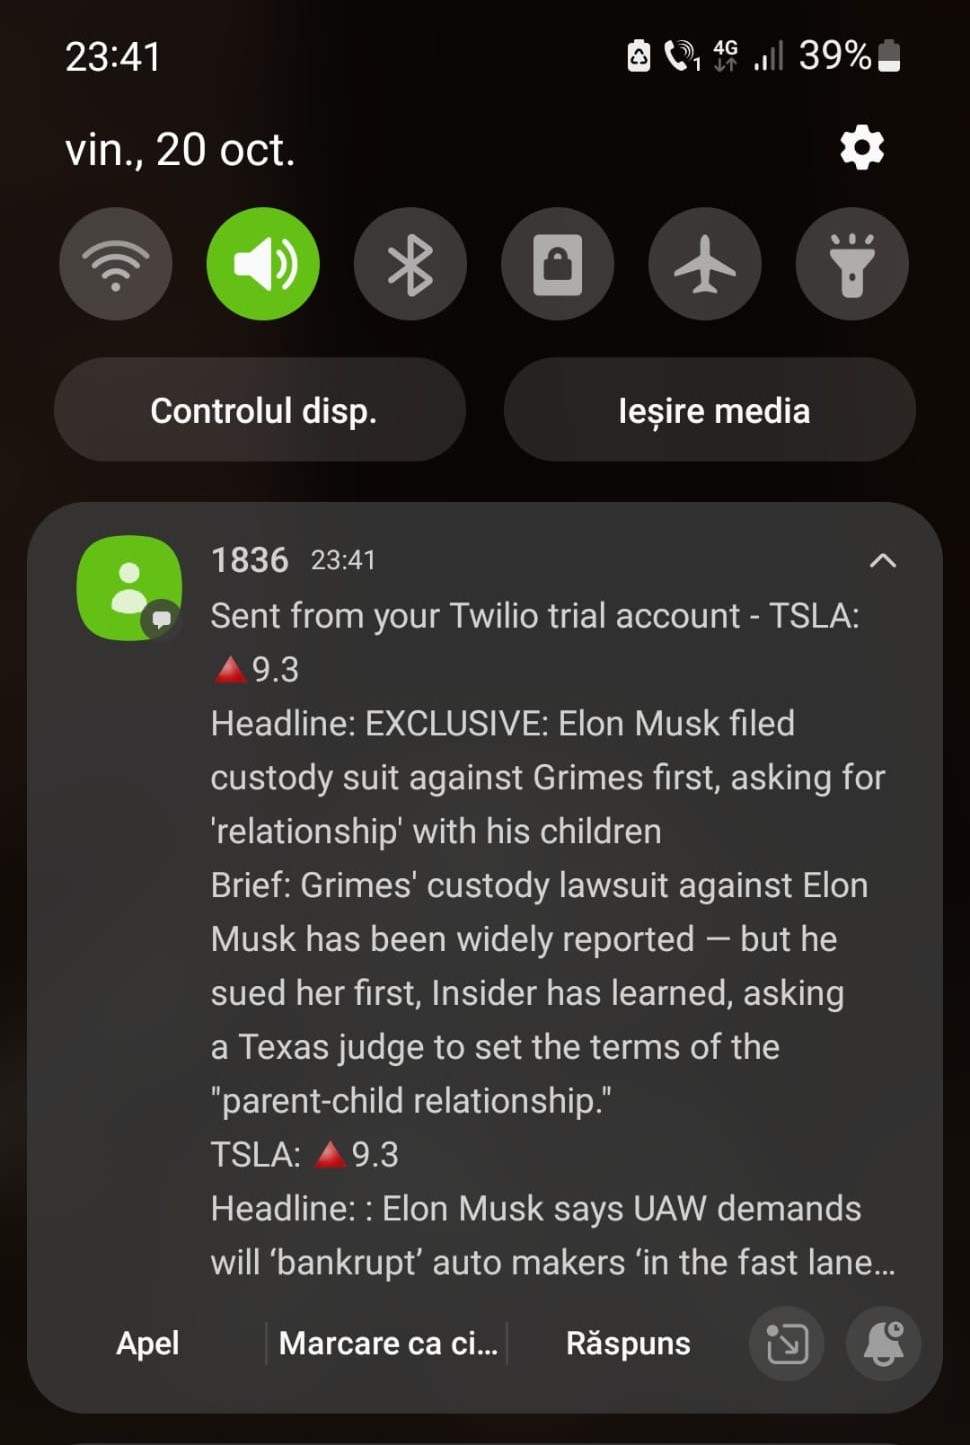 23:41
1 4G 39%
vin., 20 oct.
Controlul disp.
Ieșire media
1836 23:41
Sent from your Twilio trial account - TSLA:
🔺9.3
Headline: EXCLUSIVE: Elon Musk filed
custody suit against Grimes first, asking for
'relationship' with his children
Brief: Grimes' custody lawsuit against Elon
Musk has been widely reported — but he
sued her first, Insider has learned, asking
a Texas judge to set the terms of the
"parent-child relationship."
TSLA: 🔺9.3
Headline: : Elon Musk says UAW demands
will ‘bankrupt’ auto makers ‘in the fast lane...
Apel
Marcare ca ci...
Răspuns